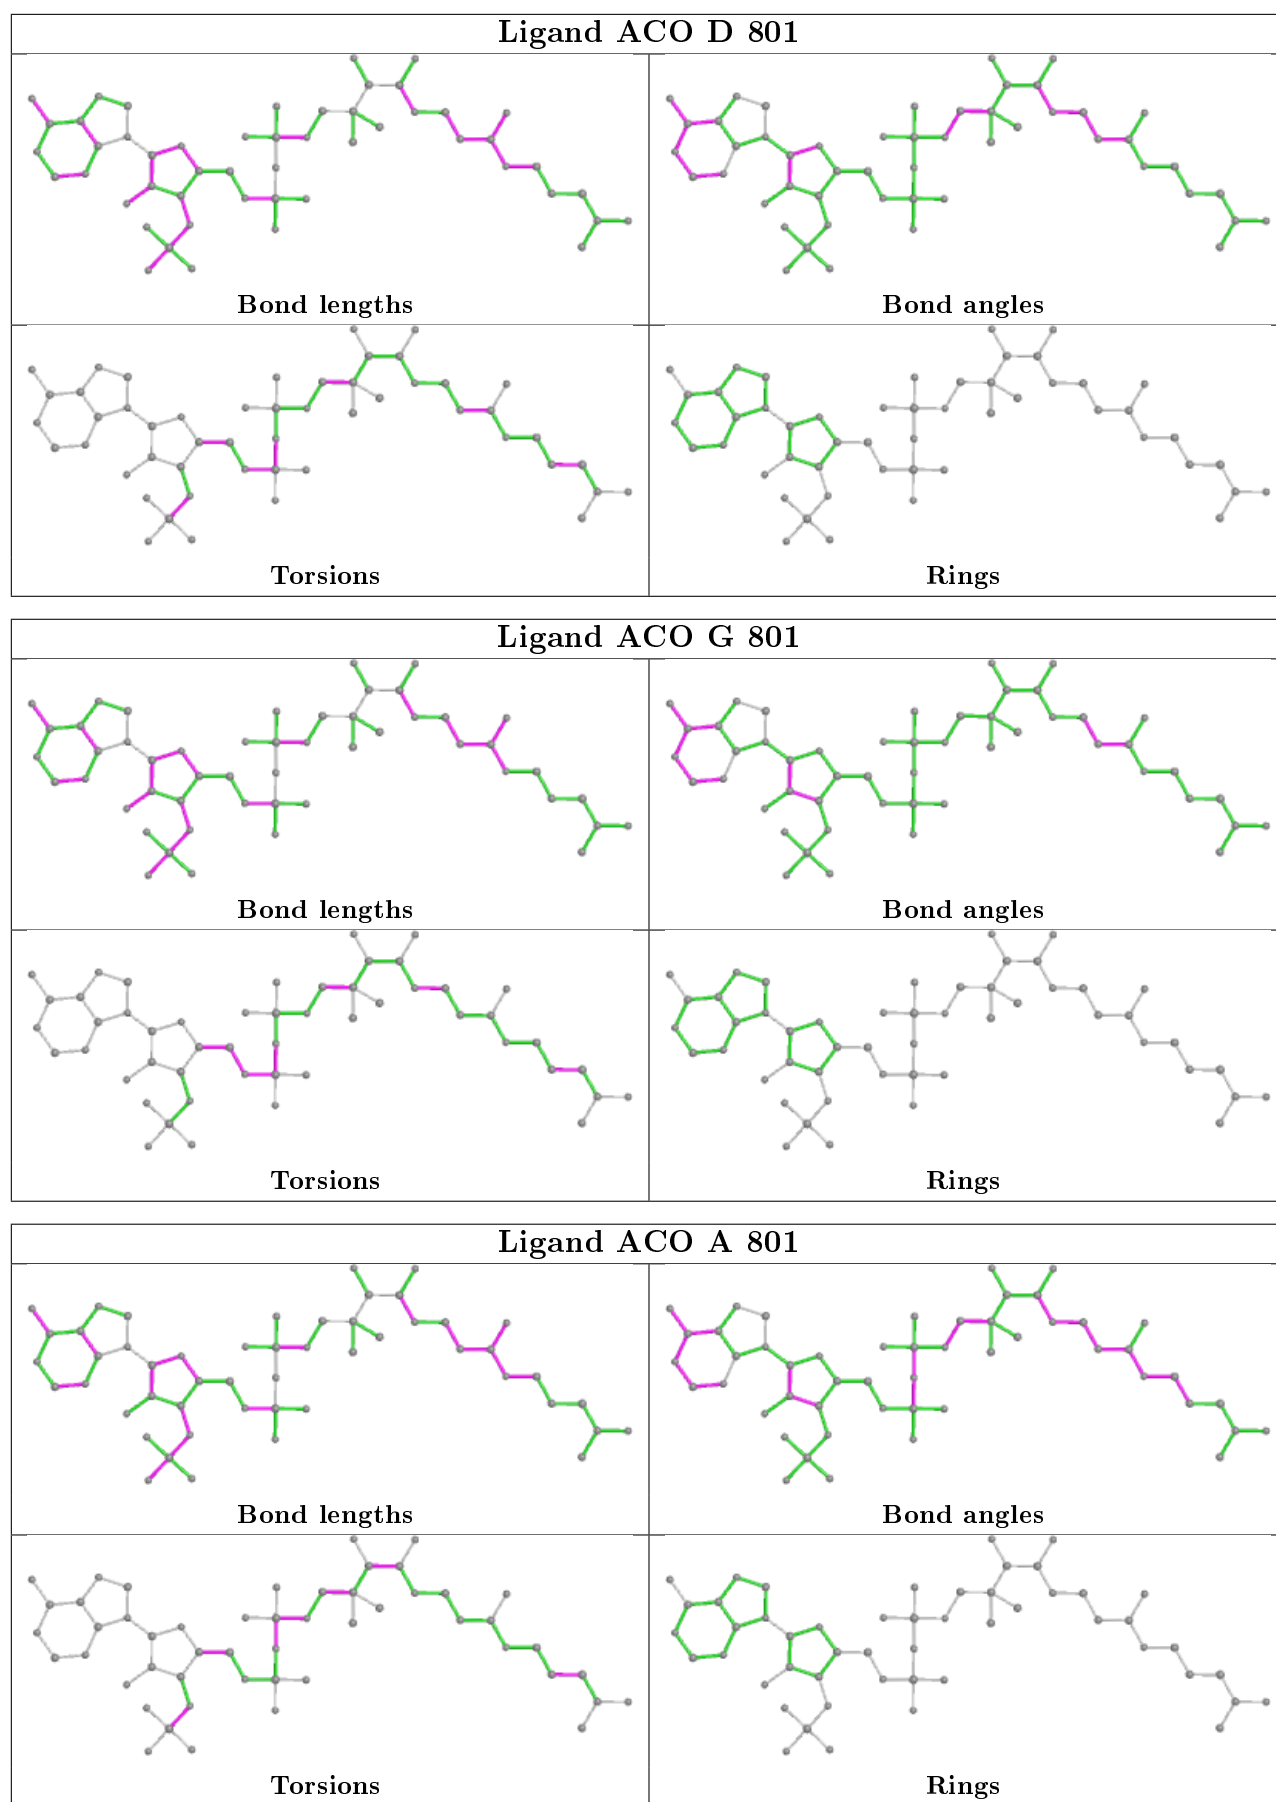 Ligand ACO D 801
Bond lengths
Bond angles
Torsions
Rings
Ligand ACO G 801
Bond lengths
Bond angles
Torsions
Rings
Ligand ACO A 801
Bond lengths
Bond angles
Torsions
Rings